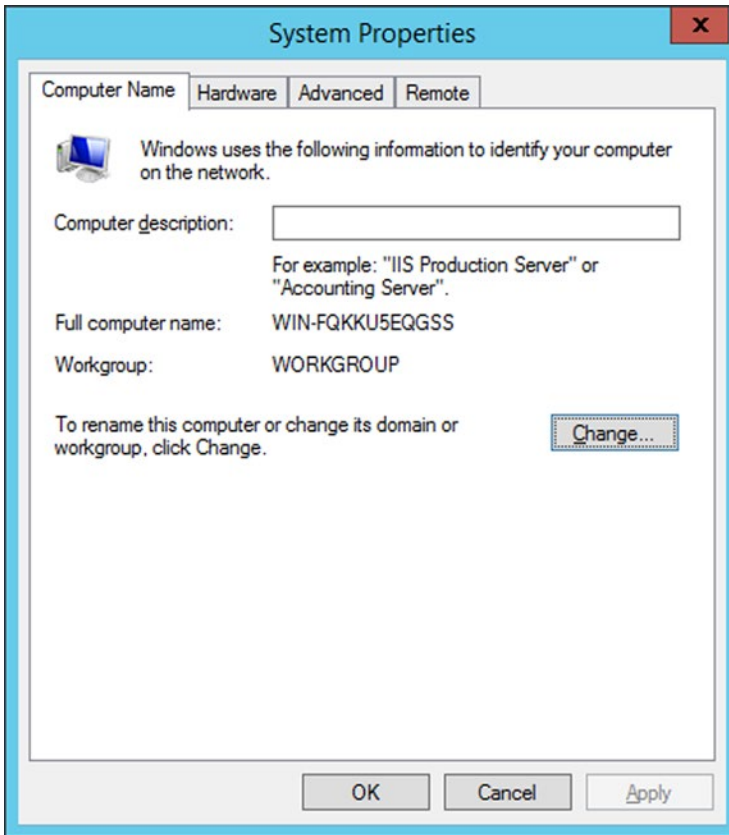 System Properties
x
Computer Name Hardware Advanced Remote
Windows uses the following information to identify your computer
on the network.
Computer description:
For example: "IIS Production Server" or
"Accounting Server".
Full computer name: WIN-FQKKU5EQGSS
Workgroup: WORKGROUP
To rename this computer or change its domain or
workgroup, click Change.
Change...
OK Cancel Apply